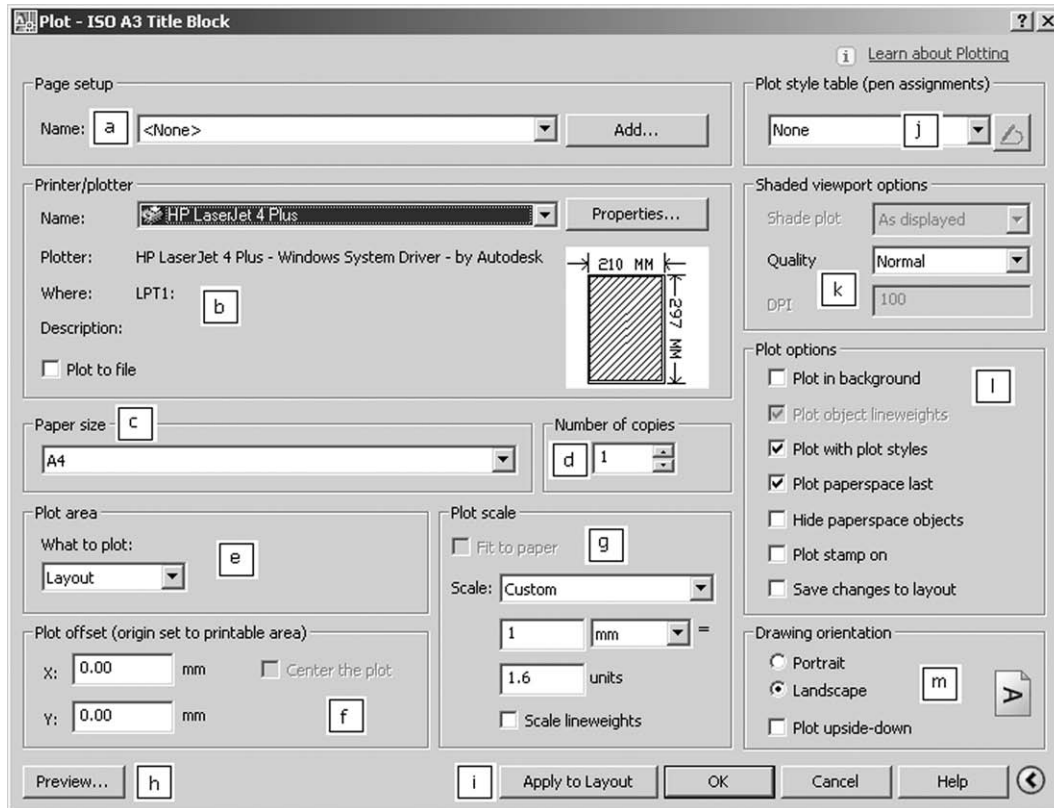 Plot - ISO A3 Title Block
i Learn about Plotting
Page setup
Name: a <None> Add...
Printer/plotter
Name: HP LaserJet 4 Plus Properties...
Plotter: HP LaserJet 4 Plus - Windows System Driver - by Autodesk
Where: LPT1: b
Description:
Plot to file
210 MM
297 MM
Paper size c
A4
Number of copies
d 1
Plot area
What to plot:
Layout e
Plot offset (origin set to printable area)
X: 0.00 mm Center the plot
Y: 0.00 mm f
Plot scale
Fit to paper g
Scale: Custom
1 mm =
1.6 units
Scale lineweights
Plot style table (pen assignments)
None j
Shaded viewport options
Shade plot As displayed
Quality Normal
k
DPI 100
Plot options
Plot in background l
Plot object lineweights
Plot with plot styles
Plot paperspace last
Hide paperspace objects
Plot stamp on
Save changes to layout
Drawing orientation
Portrait
Landscape m A
Plot upside-down
Preview... h i Apply to Layout OK Cancel Help